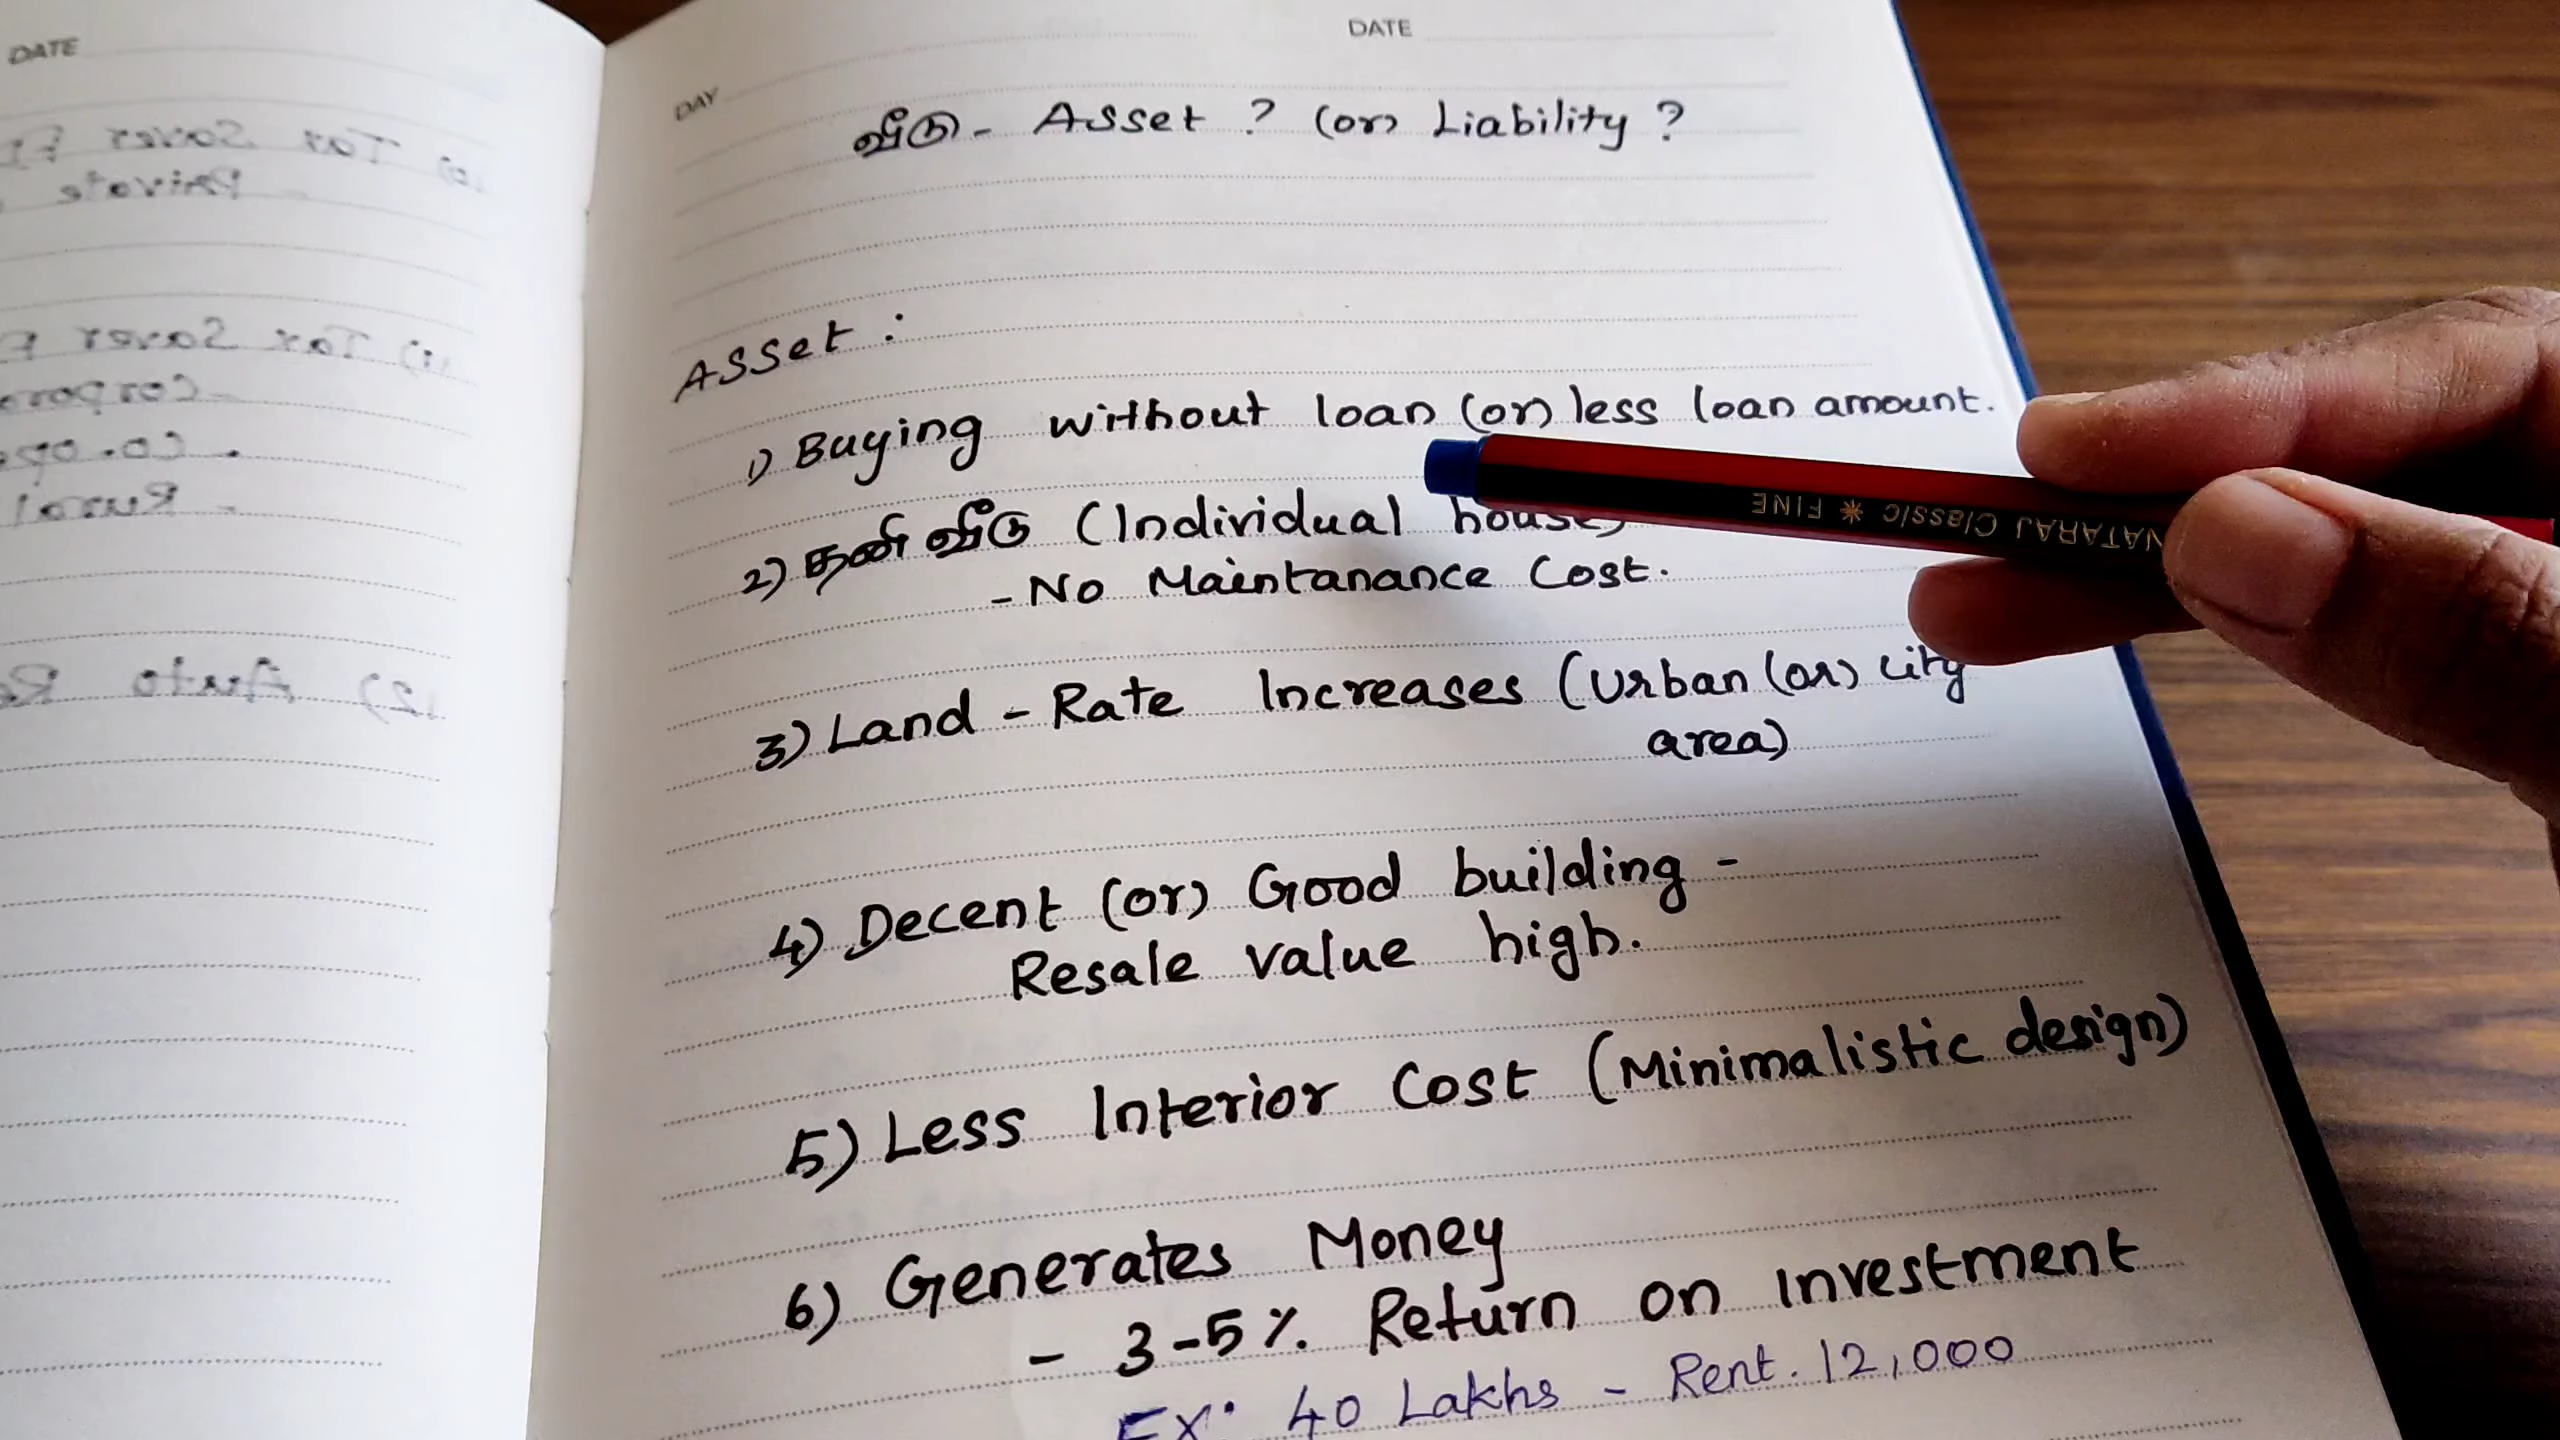 DATE
DAY
DATE
வீடு - Asset ? (or) Liability ?
Asset :
1) Buying without loan (or) less loan amount.
2) தனி வீடு (Individual house)
- No Maintanance Cost.
3) Land - Rate Increases (Urban (or) city
area)
4) Decent (or) Good building -
Resale value high.
5) Less Interior Cost (Minimalistic design)
6) Generates Money
- 3-5% Return on investment
EX: 40 Lakhs - Rent. 12,000
NATARAJ Classic FINE